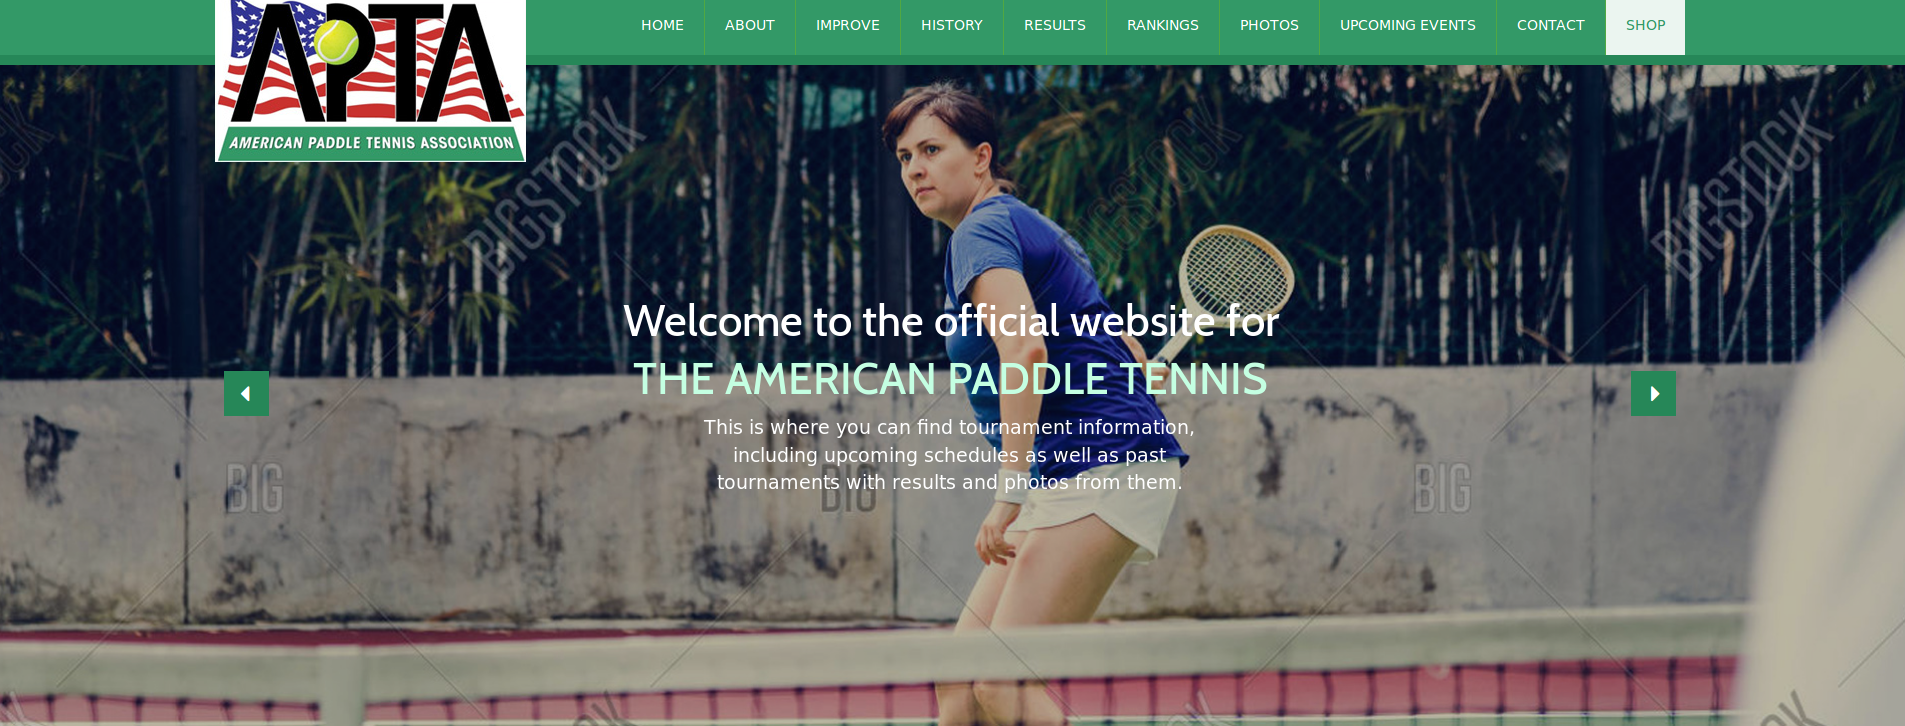 APTA
AMERICAN PADDLE TENNIS ASSOCIATION
HOME
ABOUT
IMPROVE
HISTORY
RESULTS
RANKINGS
PHOTOS
UPCOMING EVENTS
CONTACT
SHOP
BIGSTOCK
BIGSTOCK
BIGSTOCK
Welcome to the official website for
THE AMERICAN PADDLE TENNIS
This is where you can find tournament information,
including upcoming schedules as well as past
tournaments with results and photos from them.
BIG
BIG
BIG